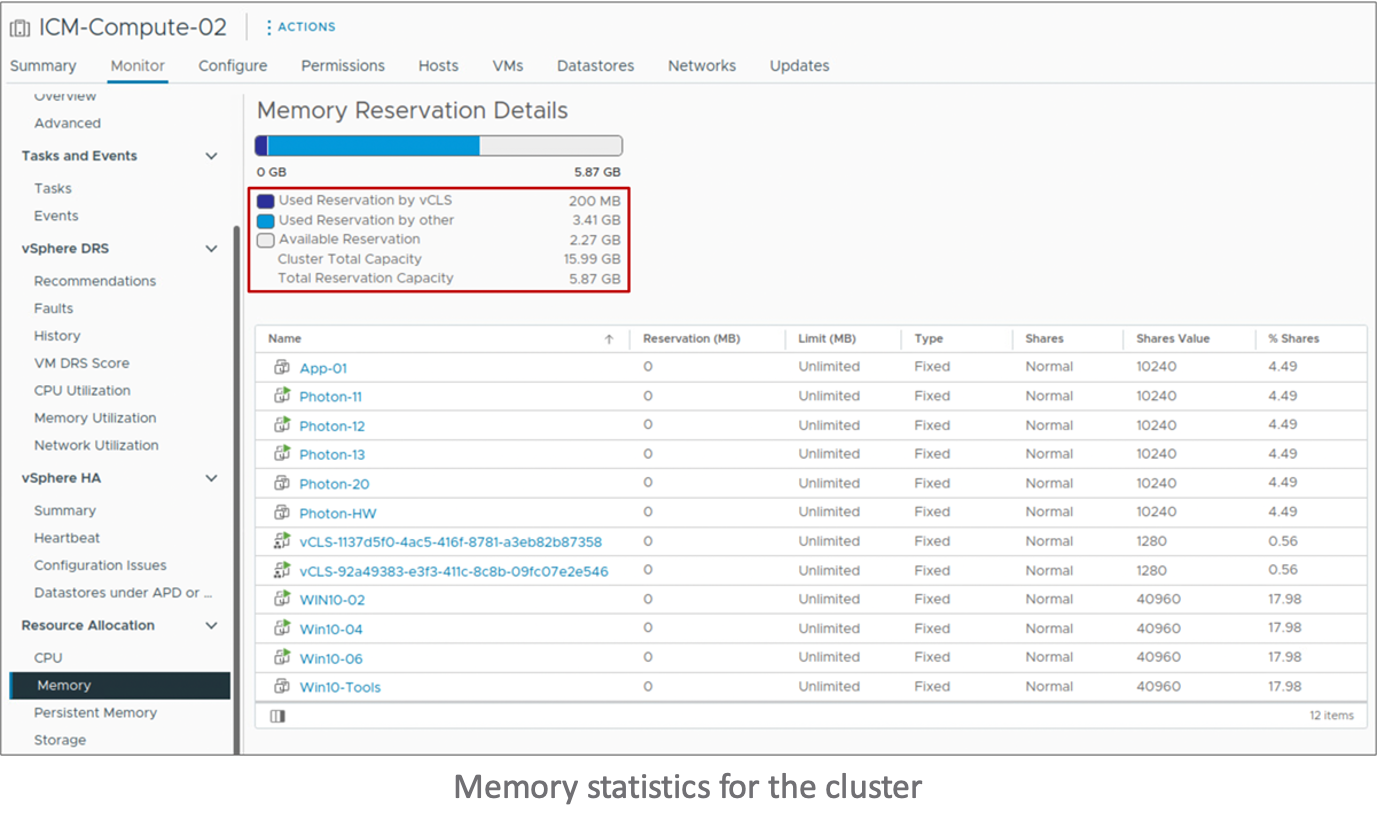 ICM-Compute-02 ACTIONS
Summary Monitor Configure Permissions Hosts VMs Datastores Networks Updates
Overview
Advanced
Tasks and Events
Tasks
Events
vSphere DRS
Recommendations
Faults
History
VM DRS Score
CPU Utilization
Memory Utilization
Network Utilization
vSphere HA
Summary
Heartbeat
Configuration Issues
Datastores under APD or ...
Resource Allocation
CPU
Memory
Persistent Memory
Storage
Memory Reservation Details
0 GB 5.87 GB
Used Reservation by vCLS 200 MB
Used Reservation by other 3.41 GB
Available Reservation 2.27 GB
Cluster Total Capacity 15.99 GB
Total Reservation Capacity 5.87 GB
Name Reservation (MB) Limit (MB) Type Shares Shares Value % Shares
App-01 0 Unlimited Fixed Normal 10240 4.49
Photon-11 0 Unlimited Fixed Normal 10240 4.49
Photon-12 0 Unlimited Fixed Normal 10240 4.49
Photon-13 0 Unlimited Fixed Normal 10240 4.49
Photon-20 0 Unlimited Fixed Normal 10240 4.49
Photon-HW 0 Unlimited Fixed Normal 10240 4.49
vCLS-1137d5f0-4ac5-416f-8781-a3eb82b87358 0 Unlimited Fixed Normal 1280 0.56
vCLS-92a49383-e3f3-411c-8c8b-09fc07e2e546 0 Unlimited Fixed Normal 1280 0.56
WIN10-02 0 Unlimited Fixed Normal 40960 17.98
Win10-04 0 Unlimited Fixed Normal 40960 17.98
Win10-06 0 Unlimited Fixed Normal 40960 17.98
Win10-Tools 0 Unlimited Fixed Normal 40960 17.98
12 items
Memory statistics for the cluster